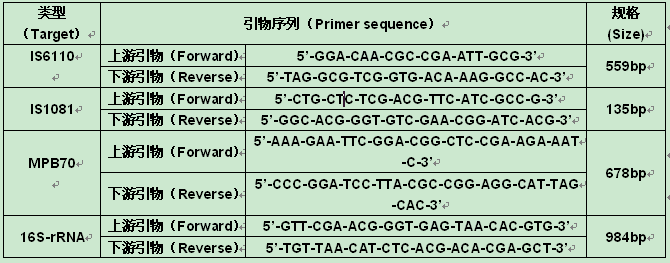 类型 引物序列（Primer sequence） 规格
（Target） (Size)
IS6110 上游引物（Forward） 5’-GGA-CAA-CGC-CGA-ATT-GCG-3’ 559bp
下游引物（Reverse） 5’-TAG-GCG-TCG-GTG-ACA-AAG-GCC-AC-3’
IS1081 上游引物（Forward） 5’-CTG-CTC-TCG-ACG-TTC-ATC-GCC-G-3’ 135bp
下游引物（Reverse） 5’-GGC-ACG-GGT-GTC-GAA-CGG-ATC-ACG-3’
MPB70 上游引物（Forward） 5’-AAA-GAA-TTC-GGA-CGG-CTC-CGA-AGA-AAT 678bp
-C-3’
下游引物（Reverse） 5’-CCC-GGA-TCC-TTA-CGC-CGG-AGG-CAT-TAG
-CAC-3’
16S-rRNA 上游引物（Forward） 5’-GTT-CGA-ACG-GGT-GAG-TAA-CAC-GTG-3’ 984bp
下游引物（Reverse） 5’-TGT-TAA-CAT-CTC-ACG-ACA-CGA-GCT-3’